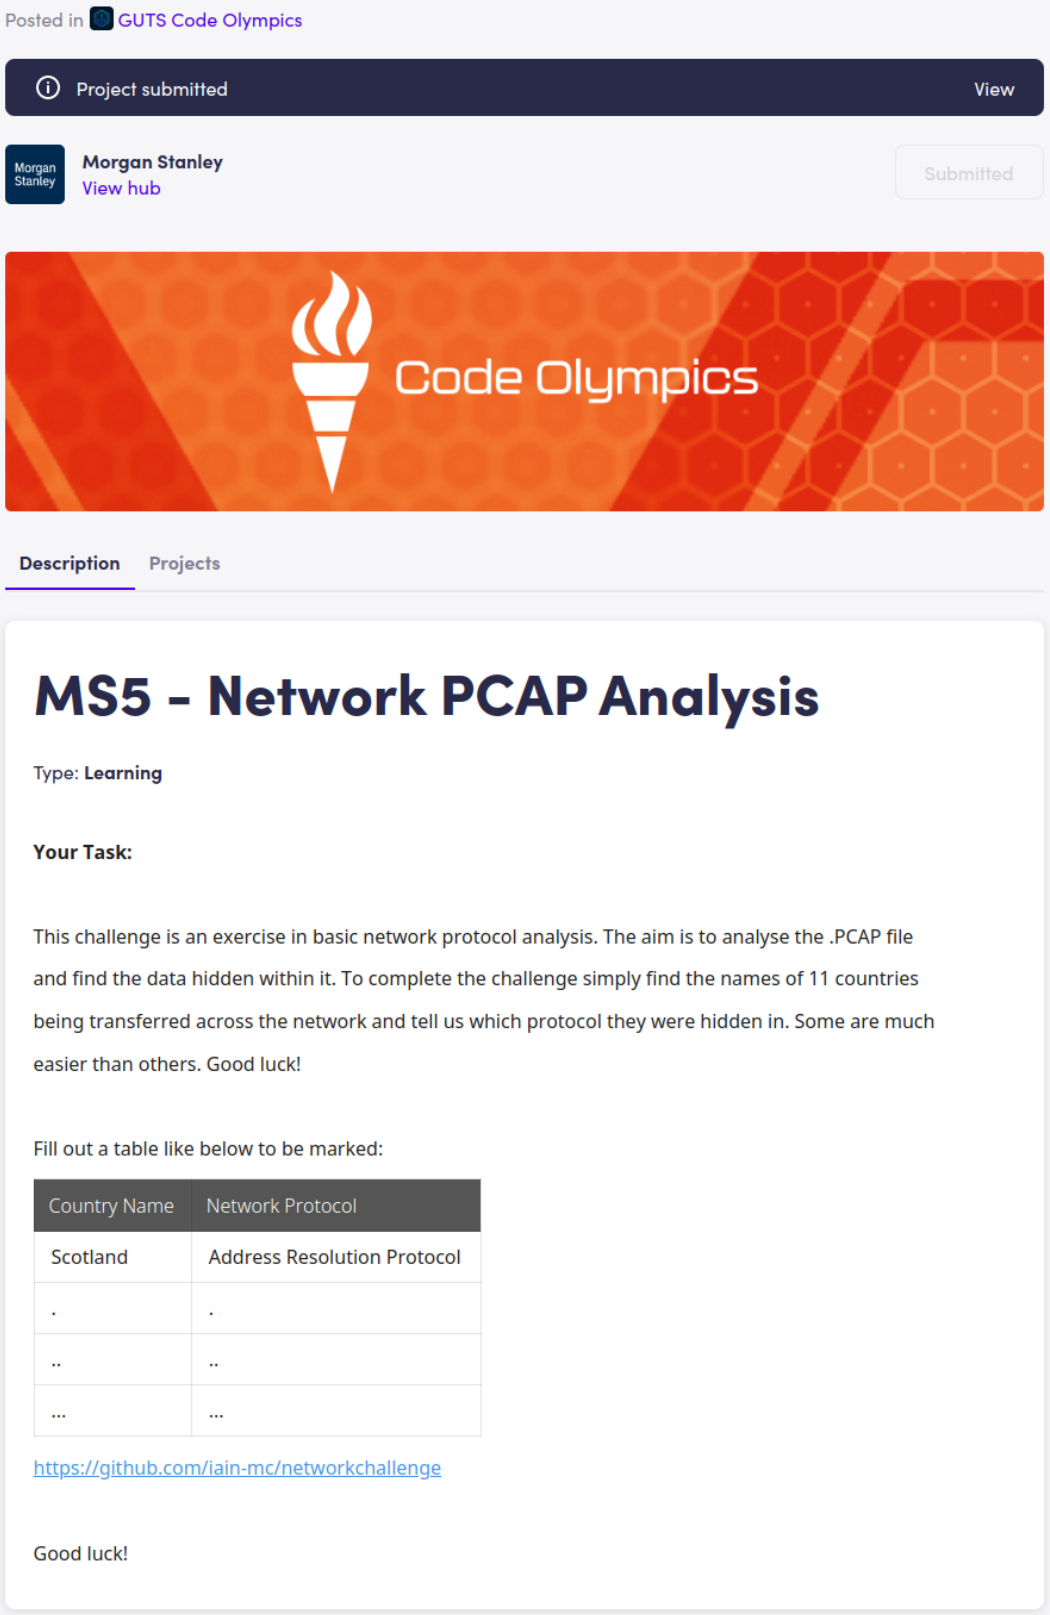 Posted in GUTS Code Olympics
Project submitted
View
Morgan Stanley
Morgan Stanley
View hub
Submitted
Code Olympics
Description
Projects
MS5 - Network PCAP Analysis
Type: Learning
Your Task:
This challenge is an exercise in basic network protocol analysis. The aim is to analyse the .PCAP file
and find the data hidden within it. To complete the challenge simply find the names of 11 countries
being transferred across the network and tell us which protocol they were hidden in. Some are much
easier than others. Good luck!
Fill out a table like below to be marked:
Country Name Network Protocol
Scotland Address Resolution Protocol
. .
.. ..
... ...
https://github.com/iain-mc/networkchallenge
Good luck!